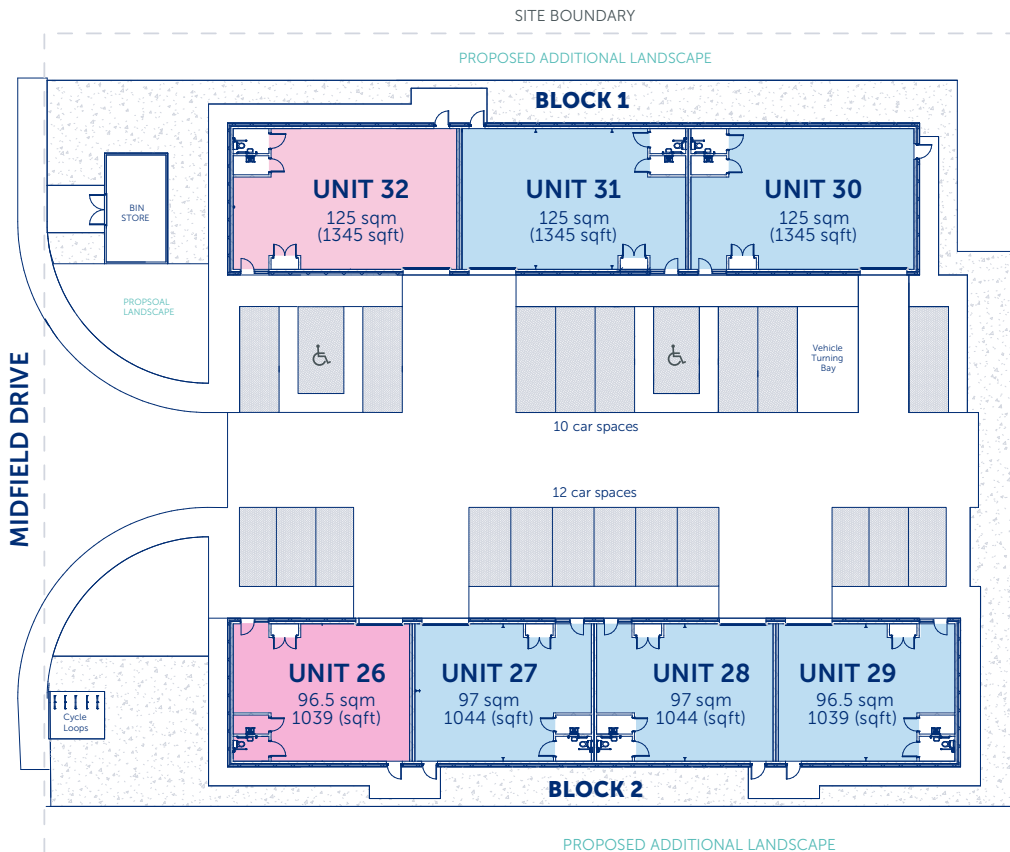 SITE BOUNDARY
PROPOSED ADDITIONAL LANDSCAPE
BLOCK 1
UNIT 32
125 sqm
(1345 sqft)
UNIT 31
125 sqm
(1345 sqft)
UNIT 30
125 sqm
(1345 sqft)
BIN
STORE
PROPSOAL
LANDSCAPE
Vehicle
Turning
Bay
MIDFIELD DRIVE
10 car spaces
12 car spaces
UNIT 26
96.5 sqm
1039 (sqft)
UNIT 27
97 sqm
1044 (sqft)
UNIT 28
97 sqm
1044 (sqft)
UNIT 29
96.5 sqm
1039 (sqft)
Cycle
Loops
BLOCK 2
PROPOSED ADDITIONAL LANDSCAPE